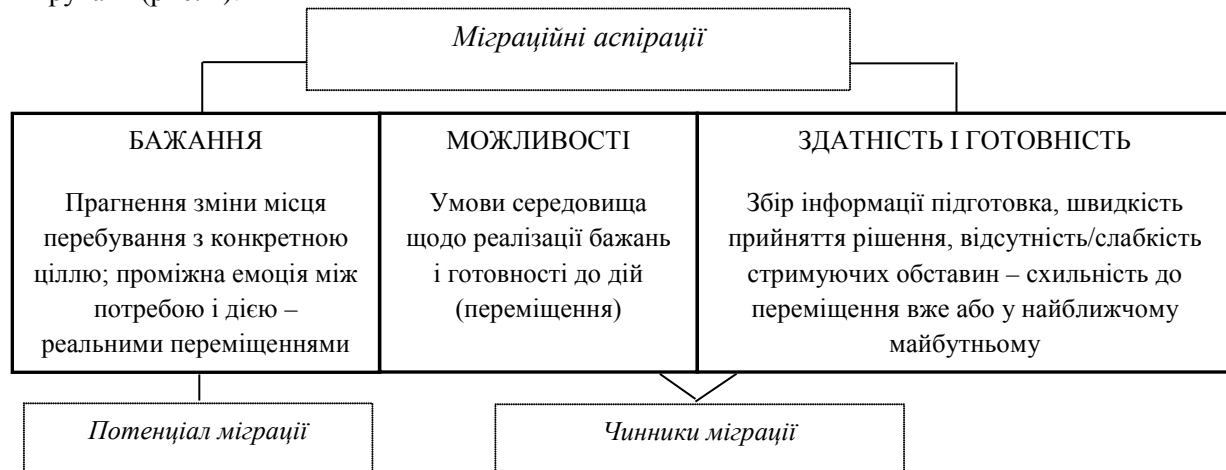 Міграційні аспірації
БАЖАННЯ
Прагнення зміни місця
перебування з конкретною
ціллю; проміжна емоція між
потребою і дією –
реальними переміщеннями
МОЖЛИВОСТІ
Умови середовища
щодо реалізації бажань
і готовності до дій
(переміщення)
ЗДАТНІСТЬ І ГОТОВНІСТЬ
Збір інформації підготовка, швидкість
прийняття рішення, відсутність/слабкість
стримуючих обставин – схильність до
переміщення вже або у найближчому
майбутньому
Потенціал міграції
Чинники міграції